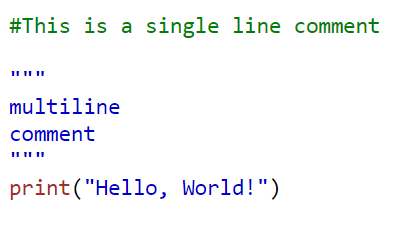 #This is a single line comment
"""
multiline
comment
"""
print("Hello, World!")